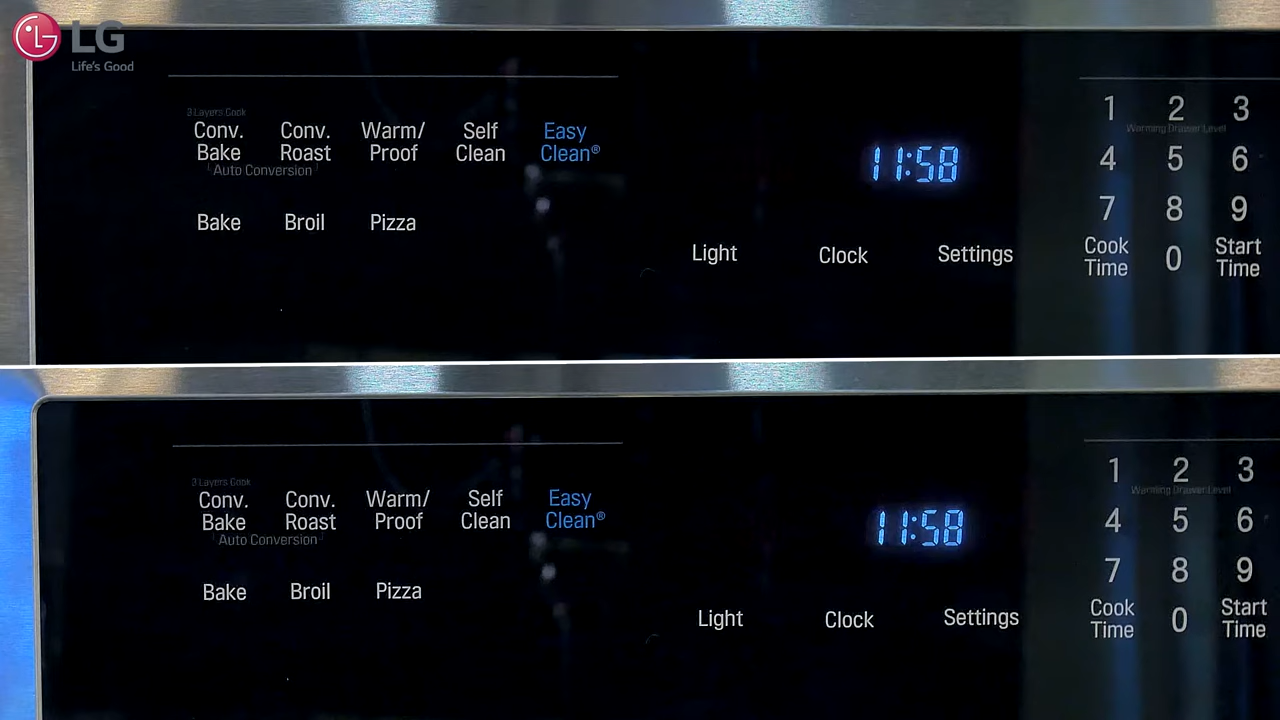 LG
Life's Good
3 Layers Cook
Conv. Bake
Conv. Roast
Warm/ Proof
Self Clean
Easy Clean®
Auto Conversion
Bake
Broil
Pizza
11:58
Light
Clock
Settings
1 2 3
Warming Drawer Level
4 5 6
7 8 9
Cook Time
0
Start Time
3 Layers Cook
Conv. Bake
Conv. Roast
Warm/ Proof
Self Clean
Easy Clean®
Auto Conversion
Bake
Broil
Pizza
11:58
Light
Clock
Settings
1 2 3
Warming Drawer Level
4 5 6
7 8 9
Cook Time
0
Start Time